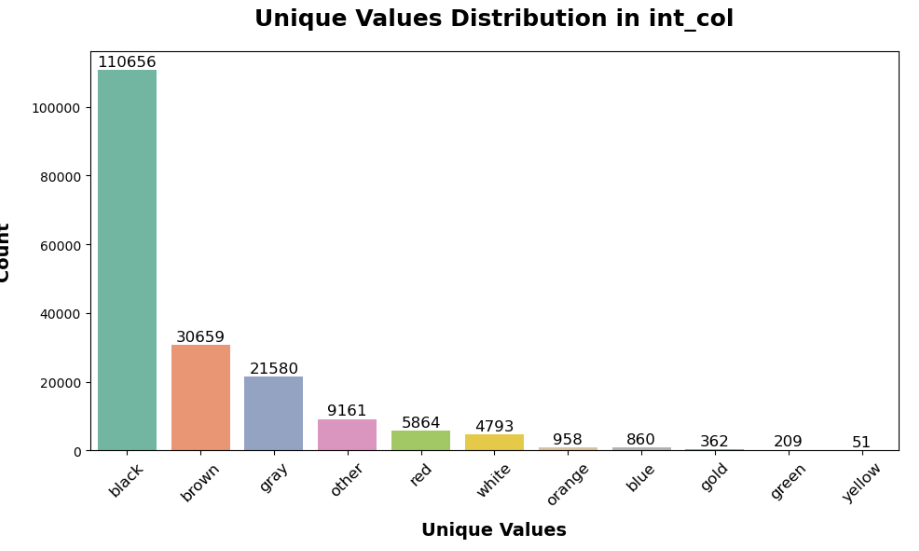 Unique Values Distribution in int_col
110656
100000
80000
60000
40000
20000
0
Count
30659
21580
9161
5864
4793
958
860
362
209
51
black
brown
gray
other
red
white
orange
blue
gold
green
yellow
Unique Values